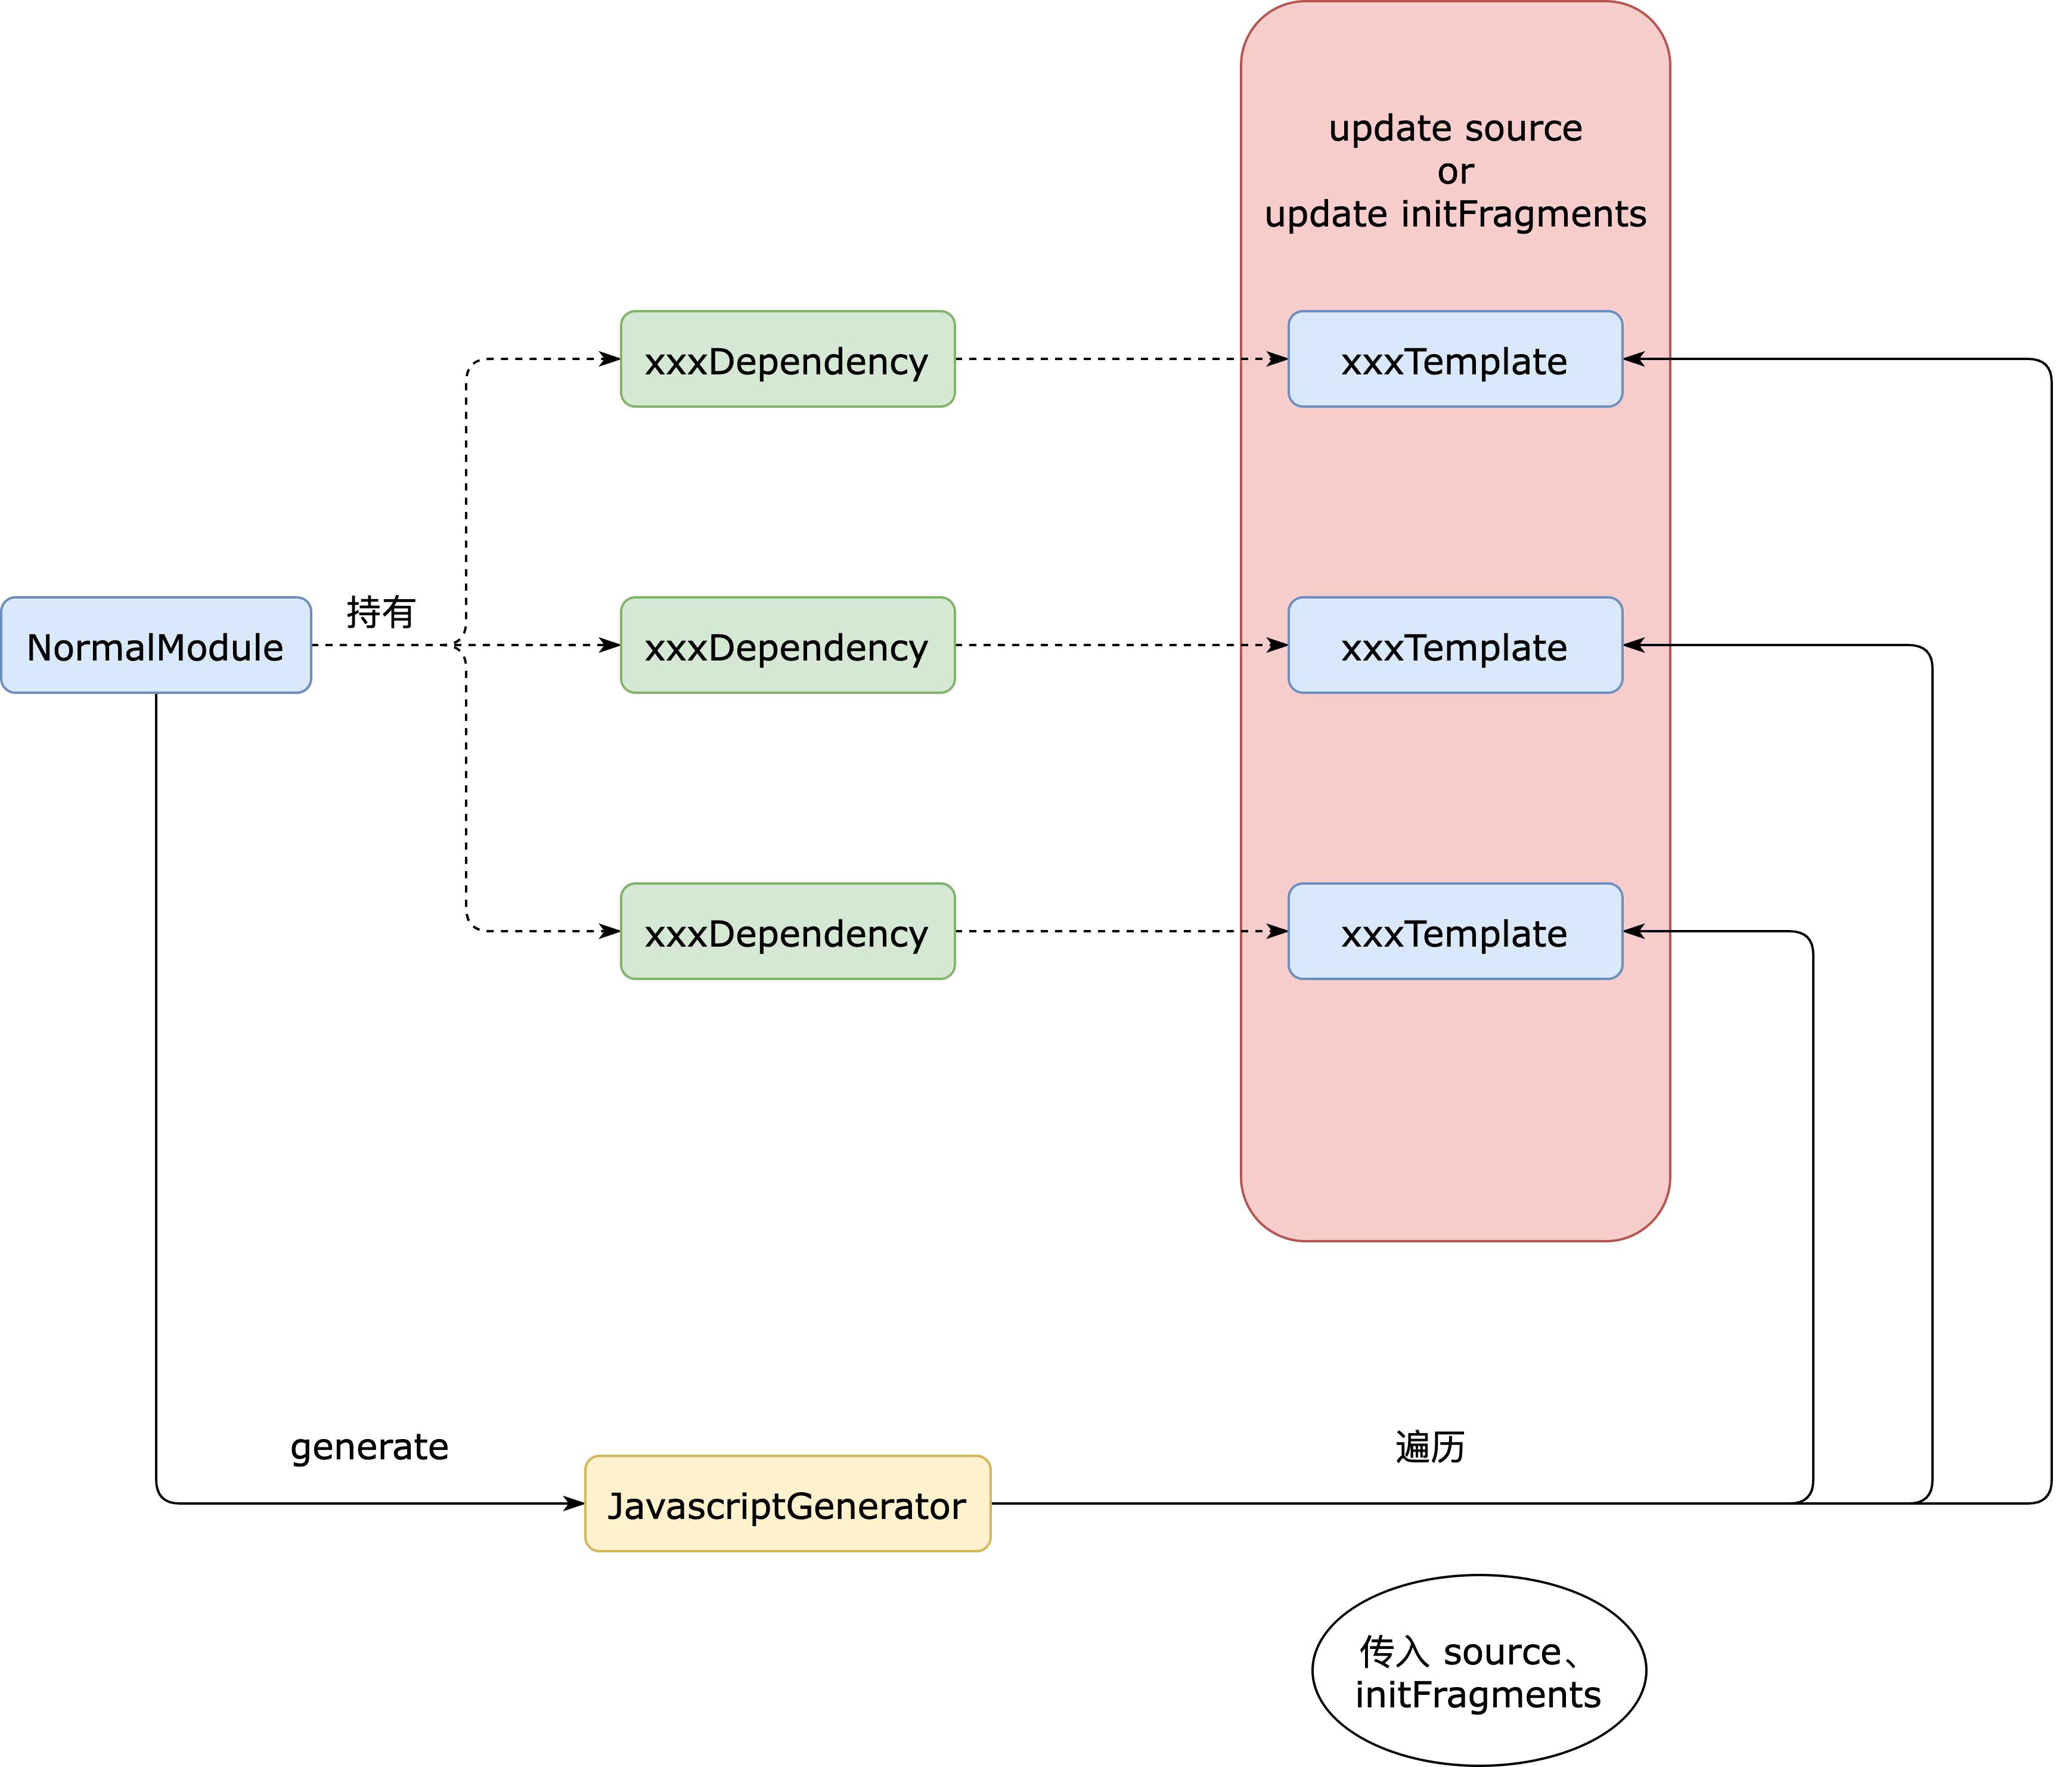 update source
or
update initFragments
xxxDependency
xxxTemplate
持有
NormalModule
xxxDependency
xxxTemplate
xxxDependency
xxxTemplate
generate
遍历
JavascriptGenerator
传入 source、
initFragments